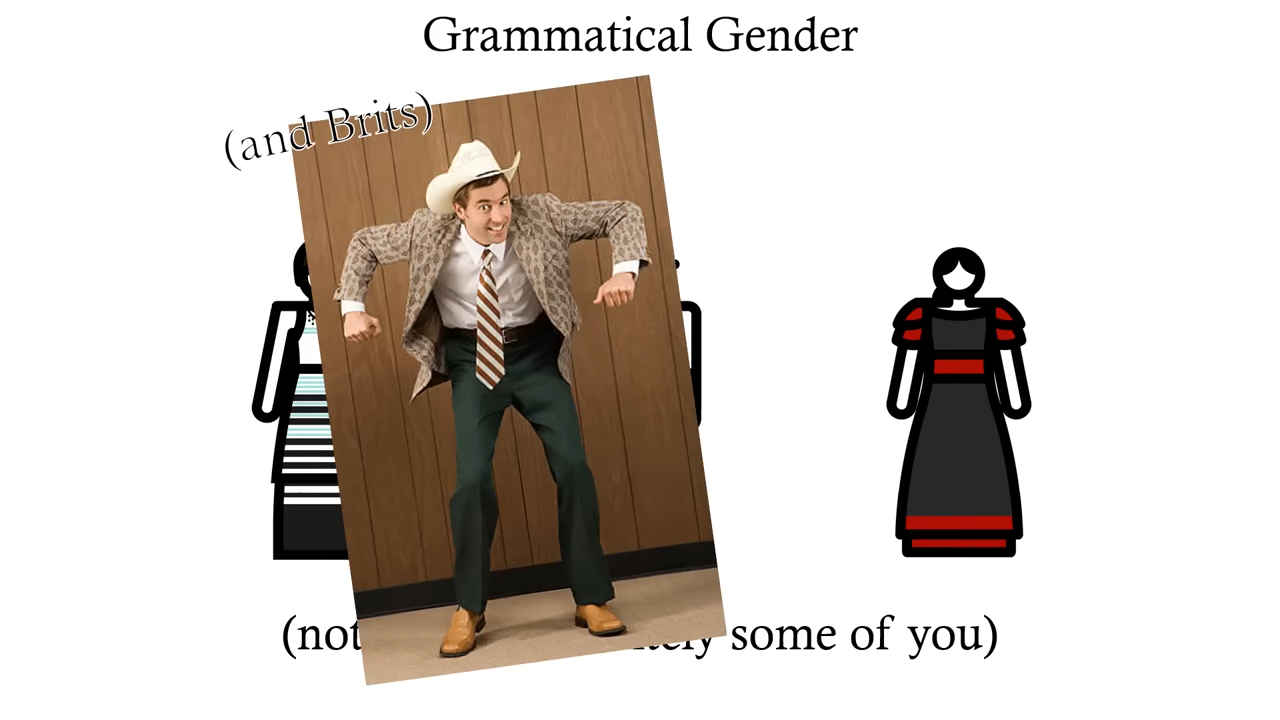 Grammatical Gender
(and Brits)
(not some of you)